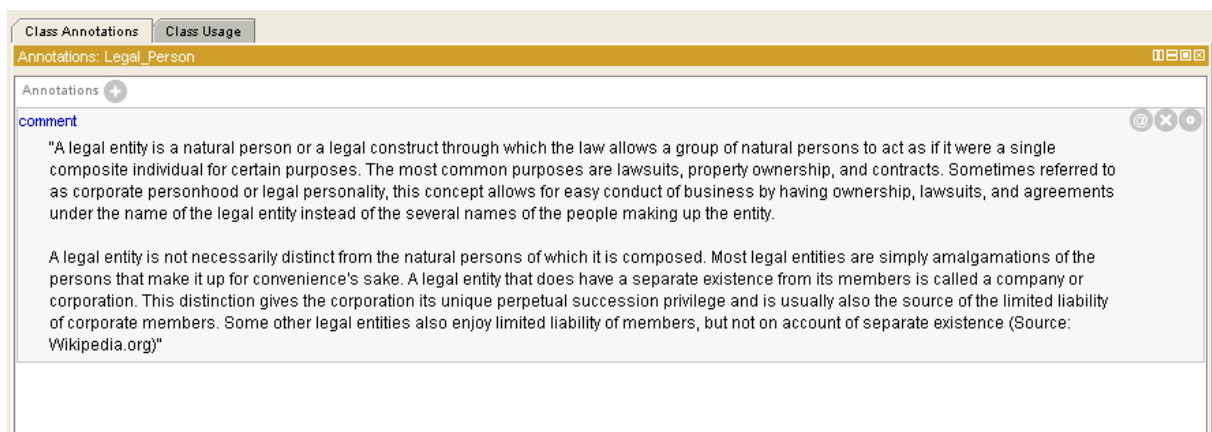 Class Annotations Class Usage
Annotations: Legal_Person
Annotations
comment
"A legal entity is a natural person or a legal construct through which the law allows a group of natural persons to act as if it were a single
composite individual for certain purposes. The most common purposes are lawsuits, property ownership, and contracts. Sometimes referred to
as corporate personhood or legal personality, this concept allows for easy conduct of business by having ownership, lawsuits, and agreements
under the name of the legal entity instead of the several names of the people making up the entity.
A legal entity is not necessarily distinct from the natural persons of which it is composed. Most legal entities are simply amalgamations of the
persons that make it up for convenience's sake. A legal entity that does have a separate existence from its members is called a company or
corporation. This distinction gives the corporation its unique perpetual succession privilege and is usually also the source of the limited liability
of corporate members. Some other legal entities also enjoy limited liability of members, but not on account of separate existence (Source:
Wikipedia.org)"